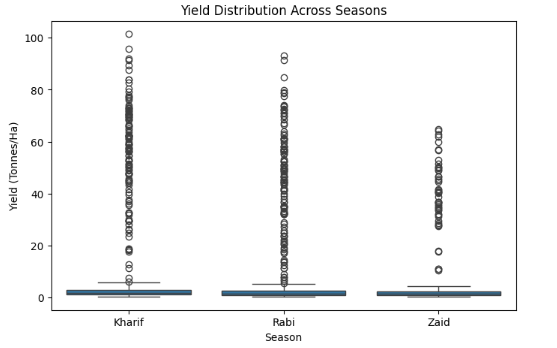 Yield Distribution Across Seasons
100
80
60
40
20
0
Yield (Tonnes/Ha)
Kharif Rabi Zaid
Season